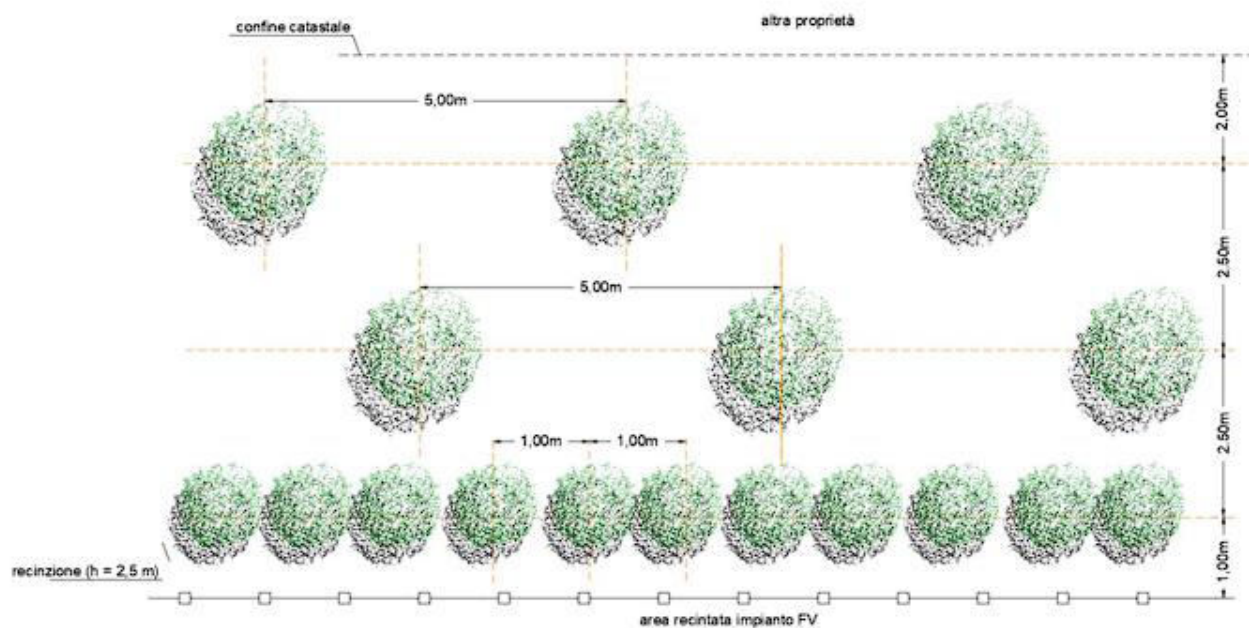 altra proprietà
confine catastale
5,00m
2,00m
2.50m
5,00m
2.50m
1,00m
1,00m
1,00m
recinzione (h = 2,5 m)
area recintata impianto FV